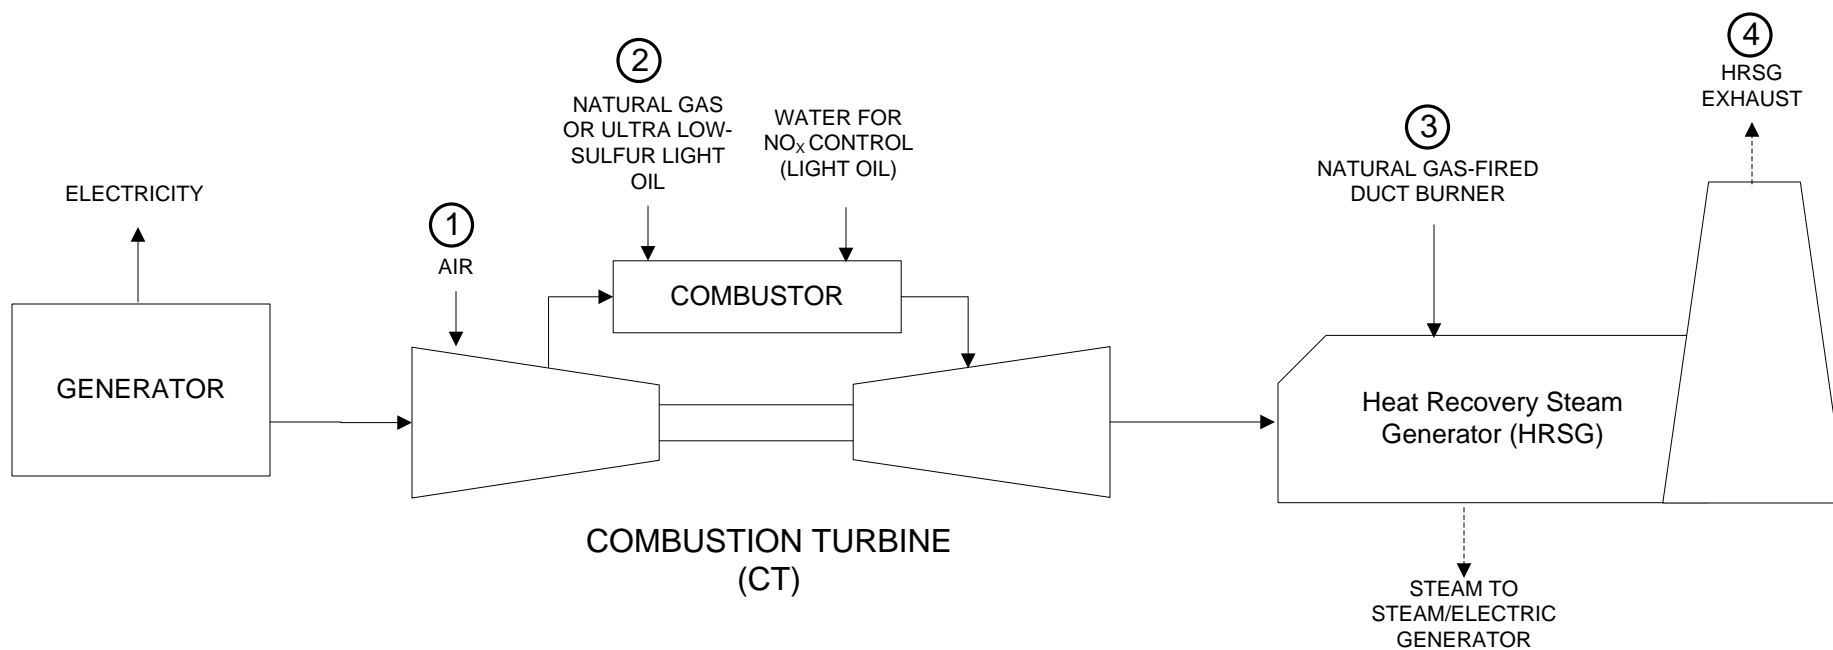 4
HRSG
EXHAUST
2
NATURAL GAS
OR ULTRA LOW-
SULFUR LIGHT
OIL
WATER FOR
NOX CONTROL
(LIGHT OIL)
3
NATURAL GAS-FIRED
DUCT BURNER
ELECTRICITY
1
AIR
COMBUSTOR
GENERATOR
Heat Recovery Steam
Generator (HRSG)
COMBUSTION TURBINE
(CT)
STEAM TO
STEAM/ELECTRIC
GENERATOR